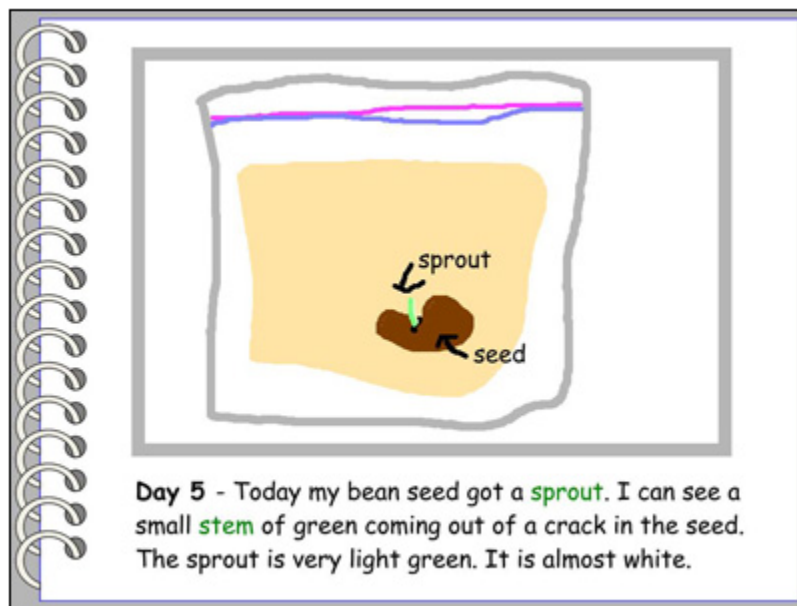 sprout
seed
Day 5 - Today my bean seed got a sprout. I can see a
small stem of green coming out of a crack in the seed.
The sprout is very light green. It is almost white.